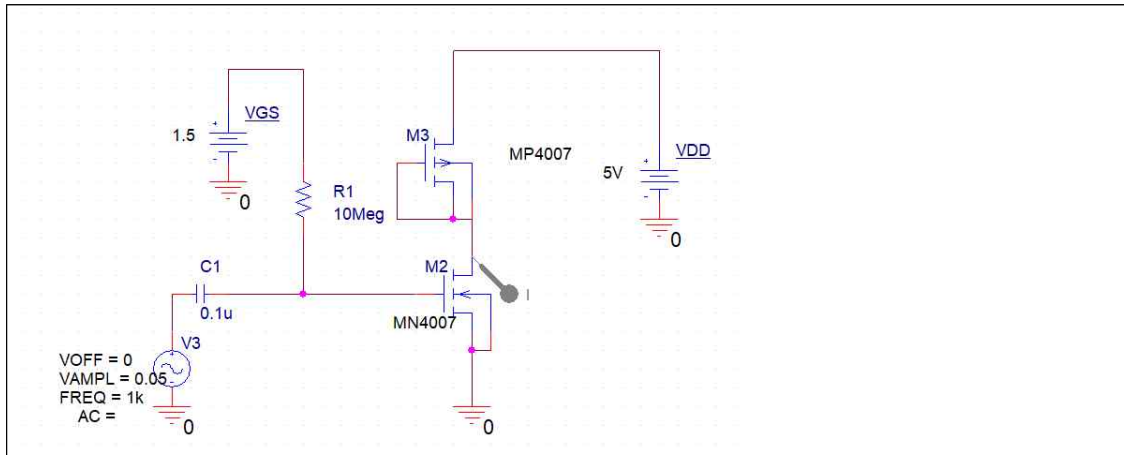 VGS
1.5
0
R1
10Meg
M3
MP4007
5V
VDD
0
C1
0.1u
M2
MN4007
I
V3
VOFF = 0
VAMPL = 0.05
FREQ = 1k
AC =
0
0